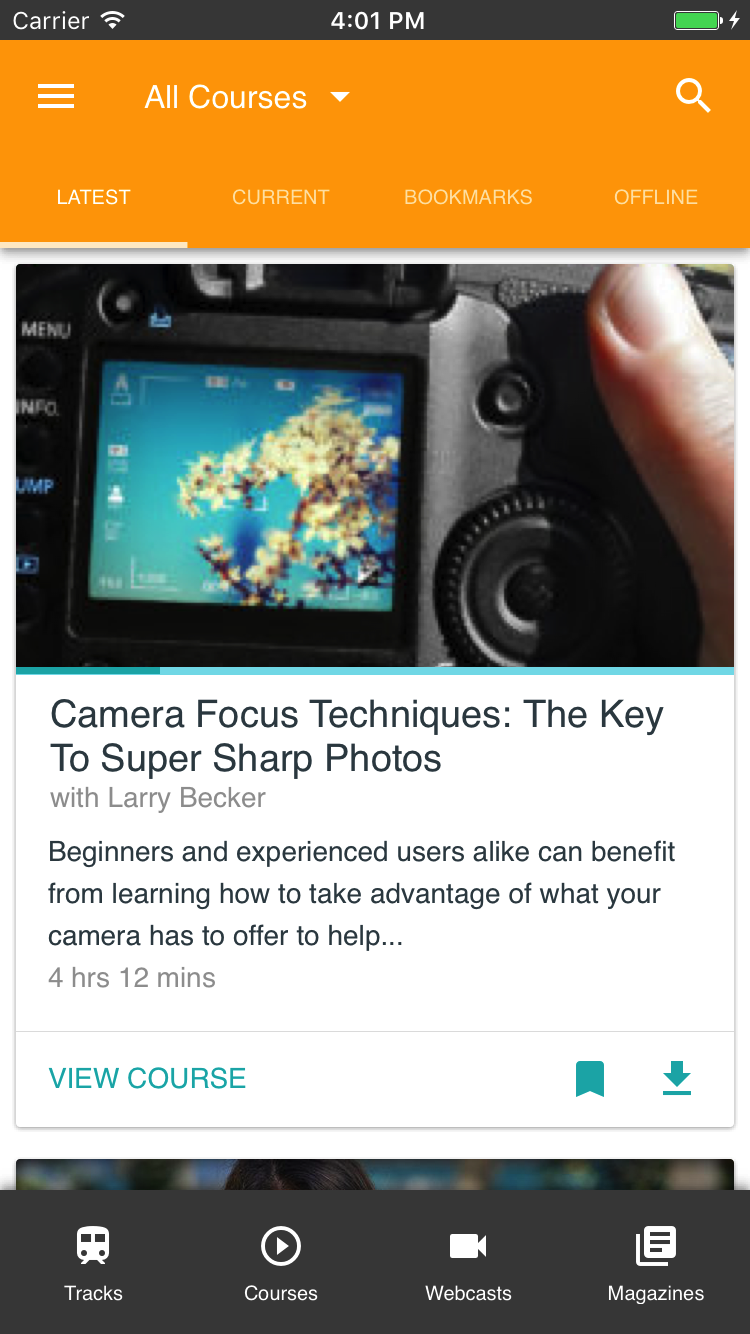 Carrier 4:01 PM
All Courses
LATEST CURRENT BOOKMARKS OFFLINE
MENU
INFO.
UMP
Camera Focus Techniques: The Key
To Super Sharp Photos
with Larry Becker
Beginners and experienced users alike can benefit
from learning how to take advantage of what your
camera has to offer to help...
4 hrs 12 mins
VIEW COURSE
Tracks Courses Webcasts Magazines